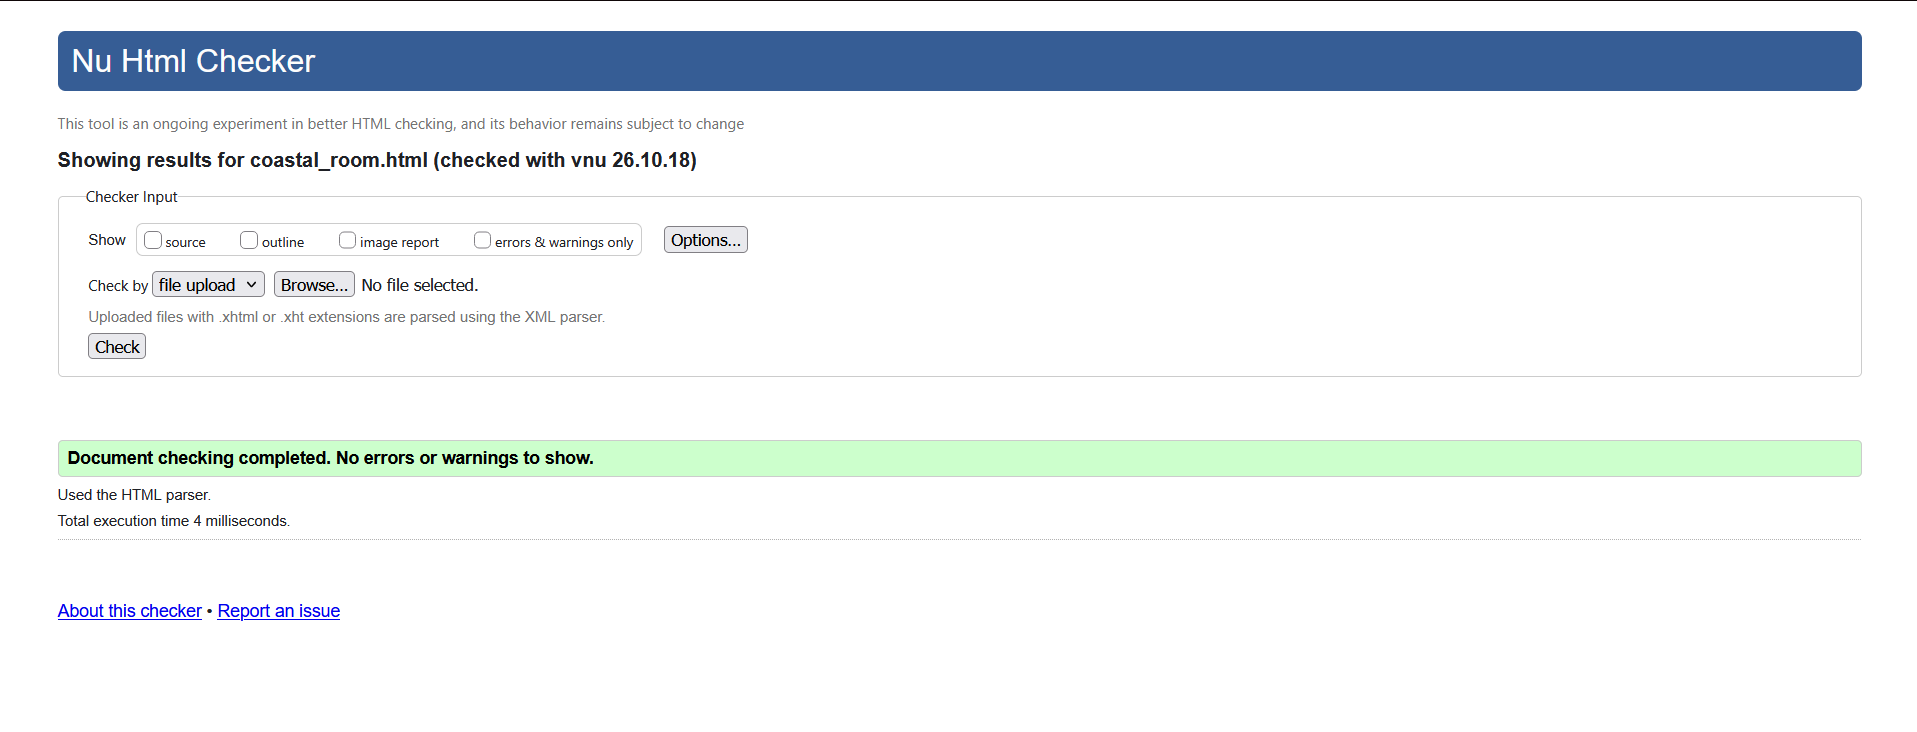 Nu Html Checker
This tool is an ongoing experiment in better HTML checking, and its behavior remains subject to change
Showing results for coastal_room.html (checked with vnu 26.10.18)
Checker Input
Show source outline image report errors & warnings only Options...
Check by file upload Browse... No file selected.
Uploaded files with .xhtml or .xht extensions are parsed using the XML parser.
Check
Document checking completed. No errors or warnings to show.
Used the HTML parser.
Total execution time 4 milliseconds.
About this checker • Report an issue